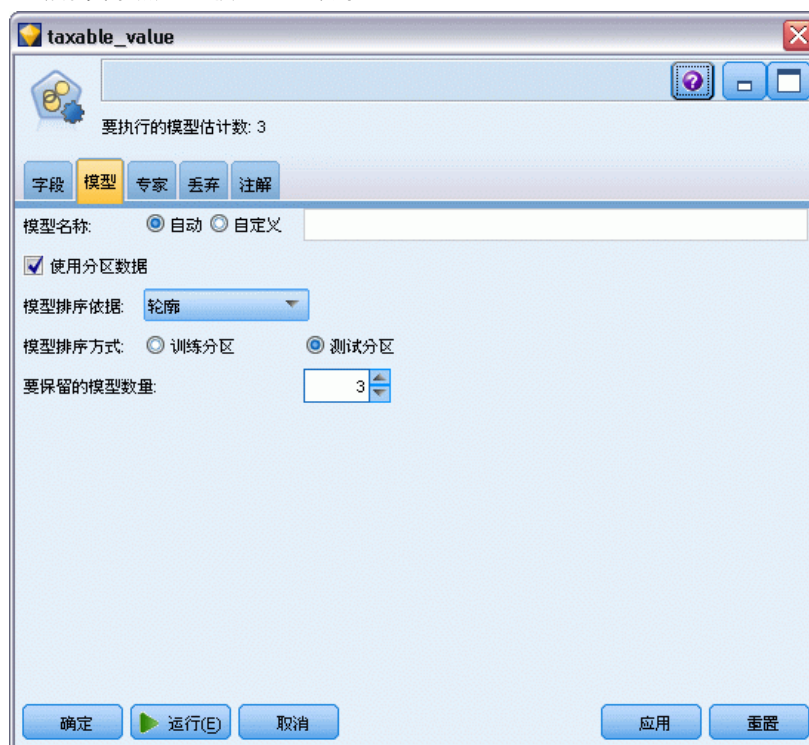 taxable_value
要执行的模型估计数: 3
字段 模型 专家 丢弃 注解
模型名称: 自动 自定义
使用分区数据
模型排序依据: 轮廓
模型排序方式: 训练分区 测试分区
要保留的模型数量: 3
确定 运行(E) 取消 应用 重置